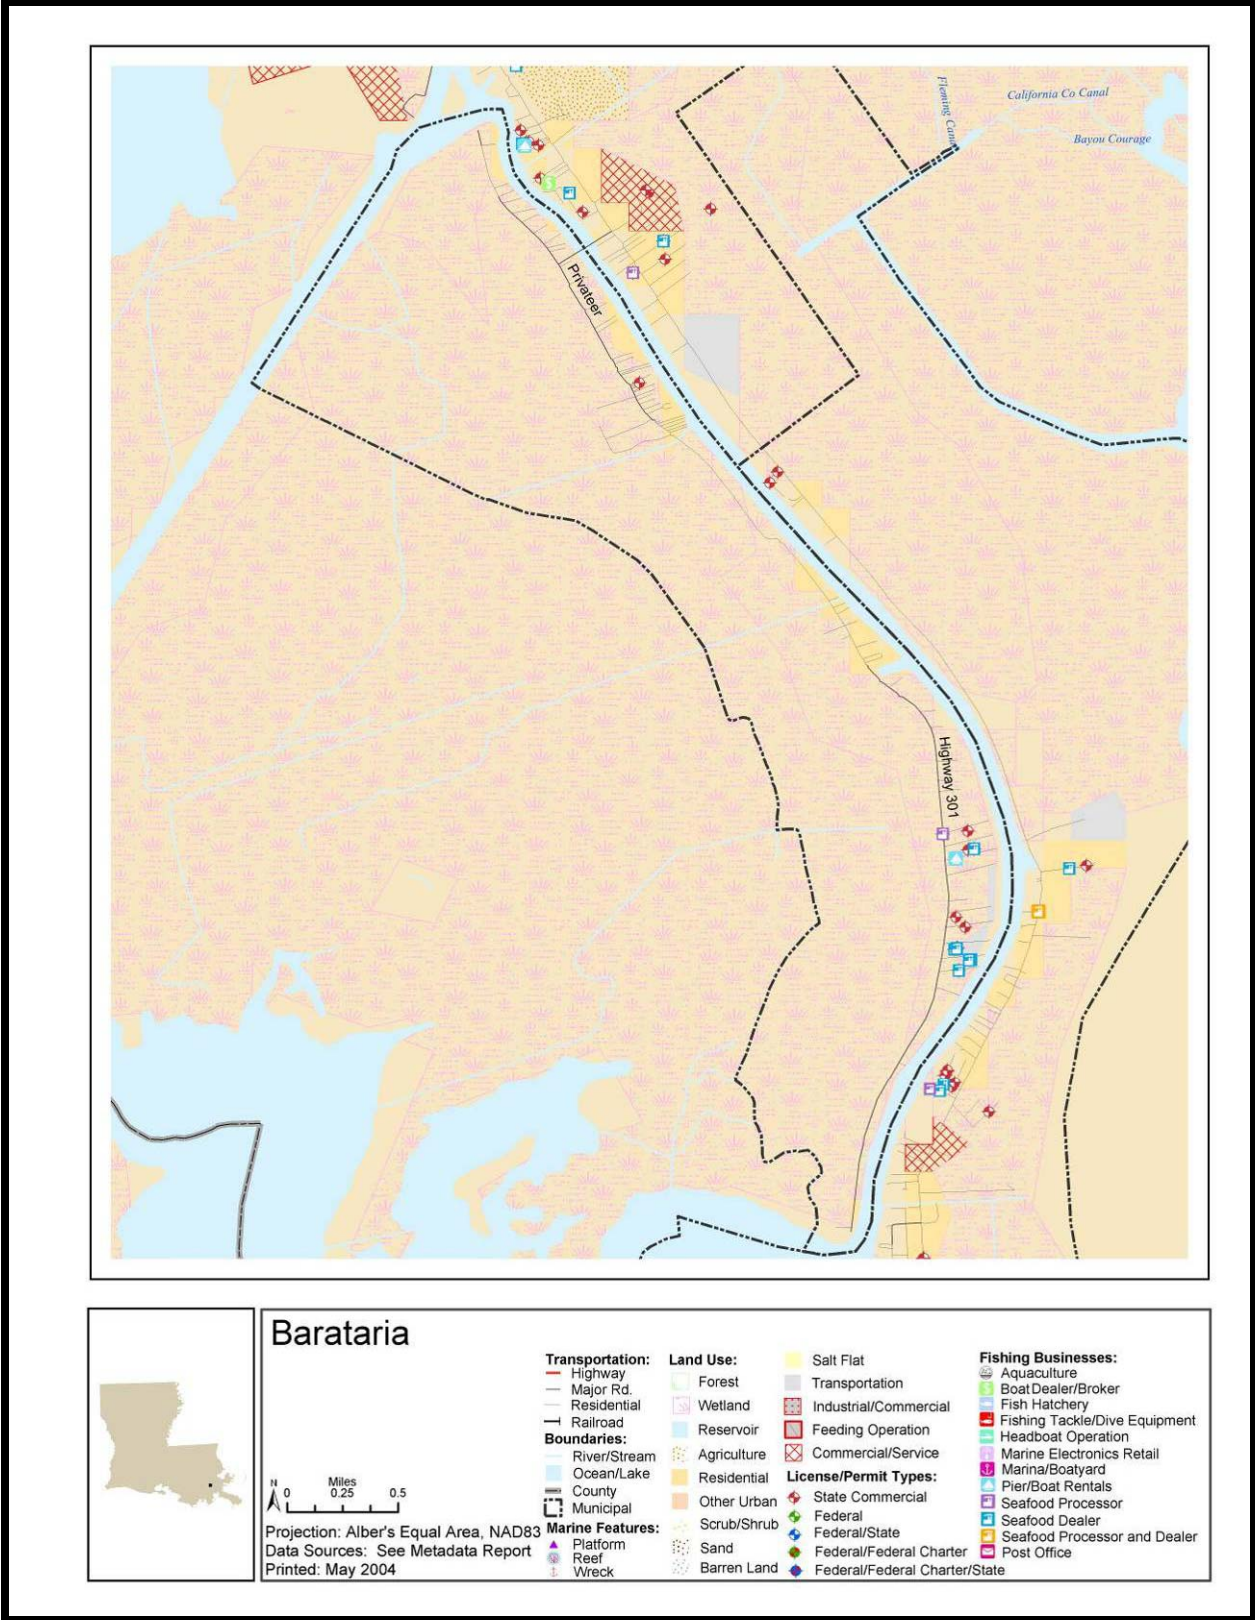 Fleming Canal
California Co Canal
Bayou Courage
Privateer
Highway 301
Barataria
N
Miles
0 0.25 0.5
Projection: Alber's Equal Area, NAD83
Data Sources: See Metadata Report
Printed: May 2004
Transportation:
Highway
Major Rd.
Residential
Railroad
Boundaries:
River/Stream
Ocean/Lake
County
Municipal
Marine Features:
Platform
Reef
Wreck
Land Use:
Forest
Wetland
Reservoir
Agriculture
Residential
Other Urban
Scrub/Shrub
Sand
Barren Land
Salt Flat
Transportation
Industrial/Commercial
Feeding Operation
Commercial/Service
License/Permit Types:
State Commercial
Federal
Federal/State
Federal/Federal Charter
Federal/Federal Charter/State
Fishing Businesses:
Aquaculture
Boat Dealer/Broker
Fish Hatchery
Fishing Tackle/Dive Equipment
Headboat Operation
Marine Electronics Retail
Marina/Boatyard
Pier/Boat Rentals
Seafood Processor
Seafood Dealer
Seafood Processor and Dealer
Post Office